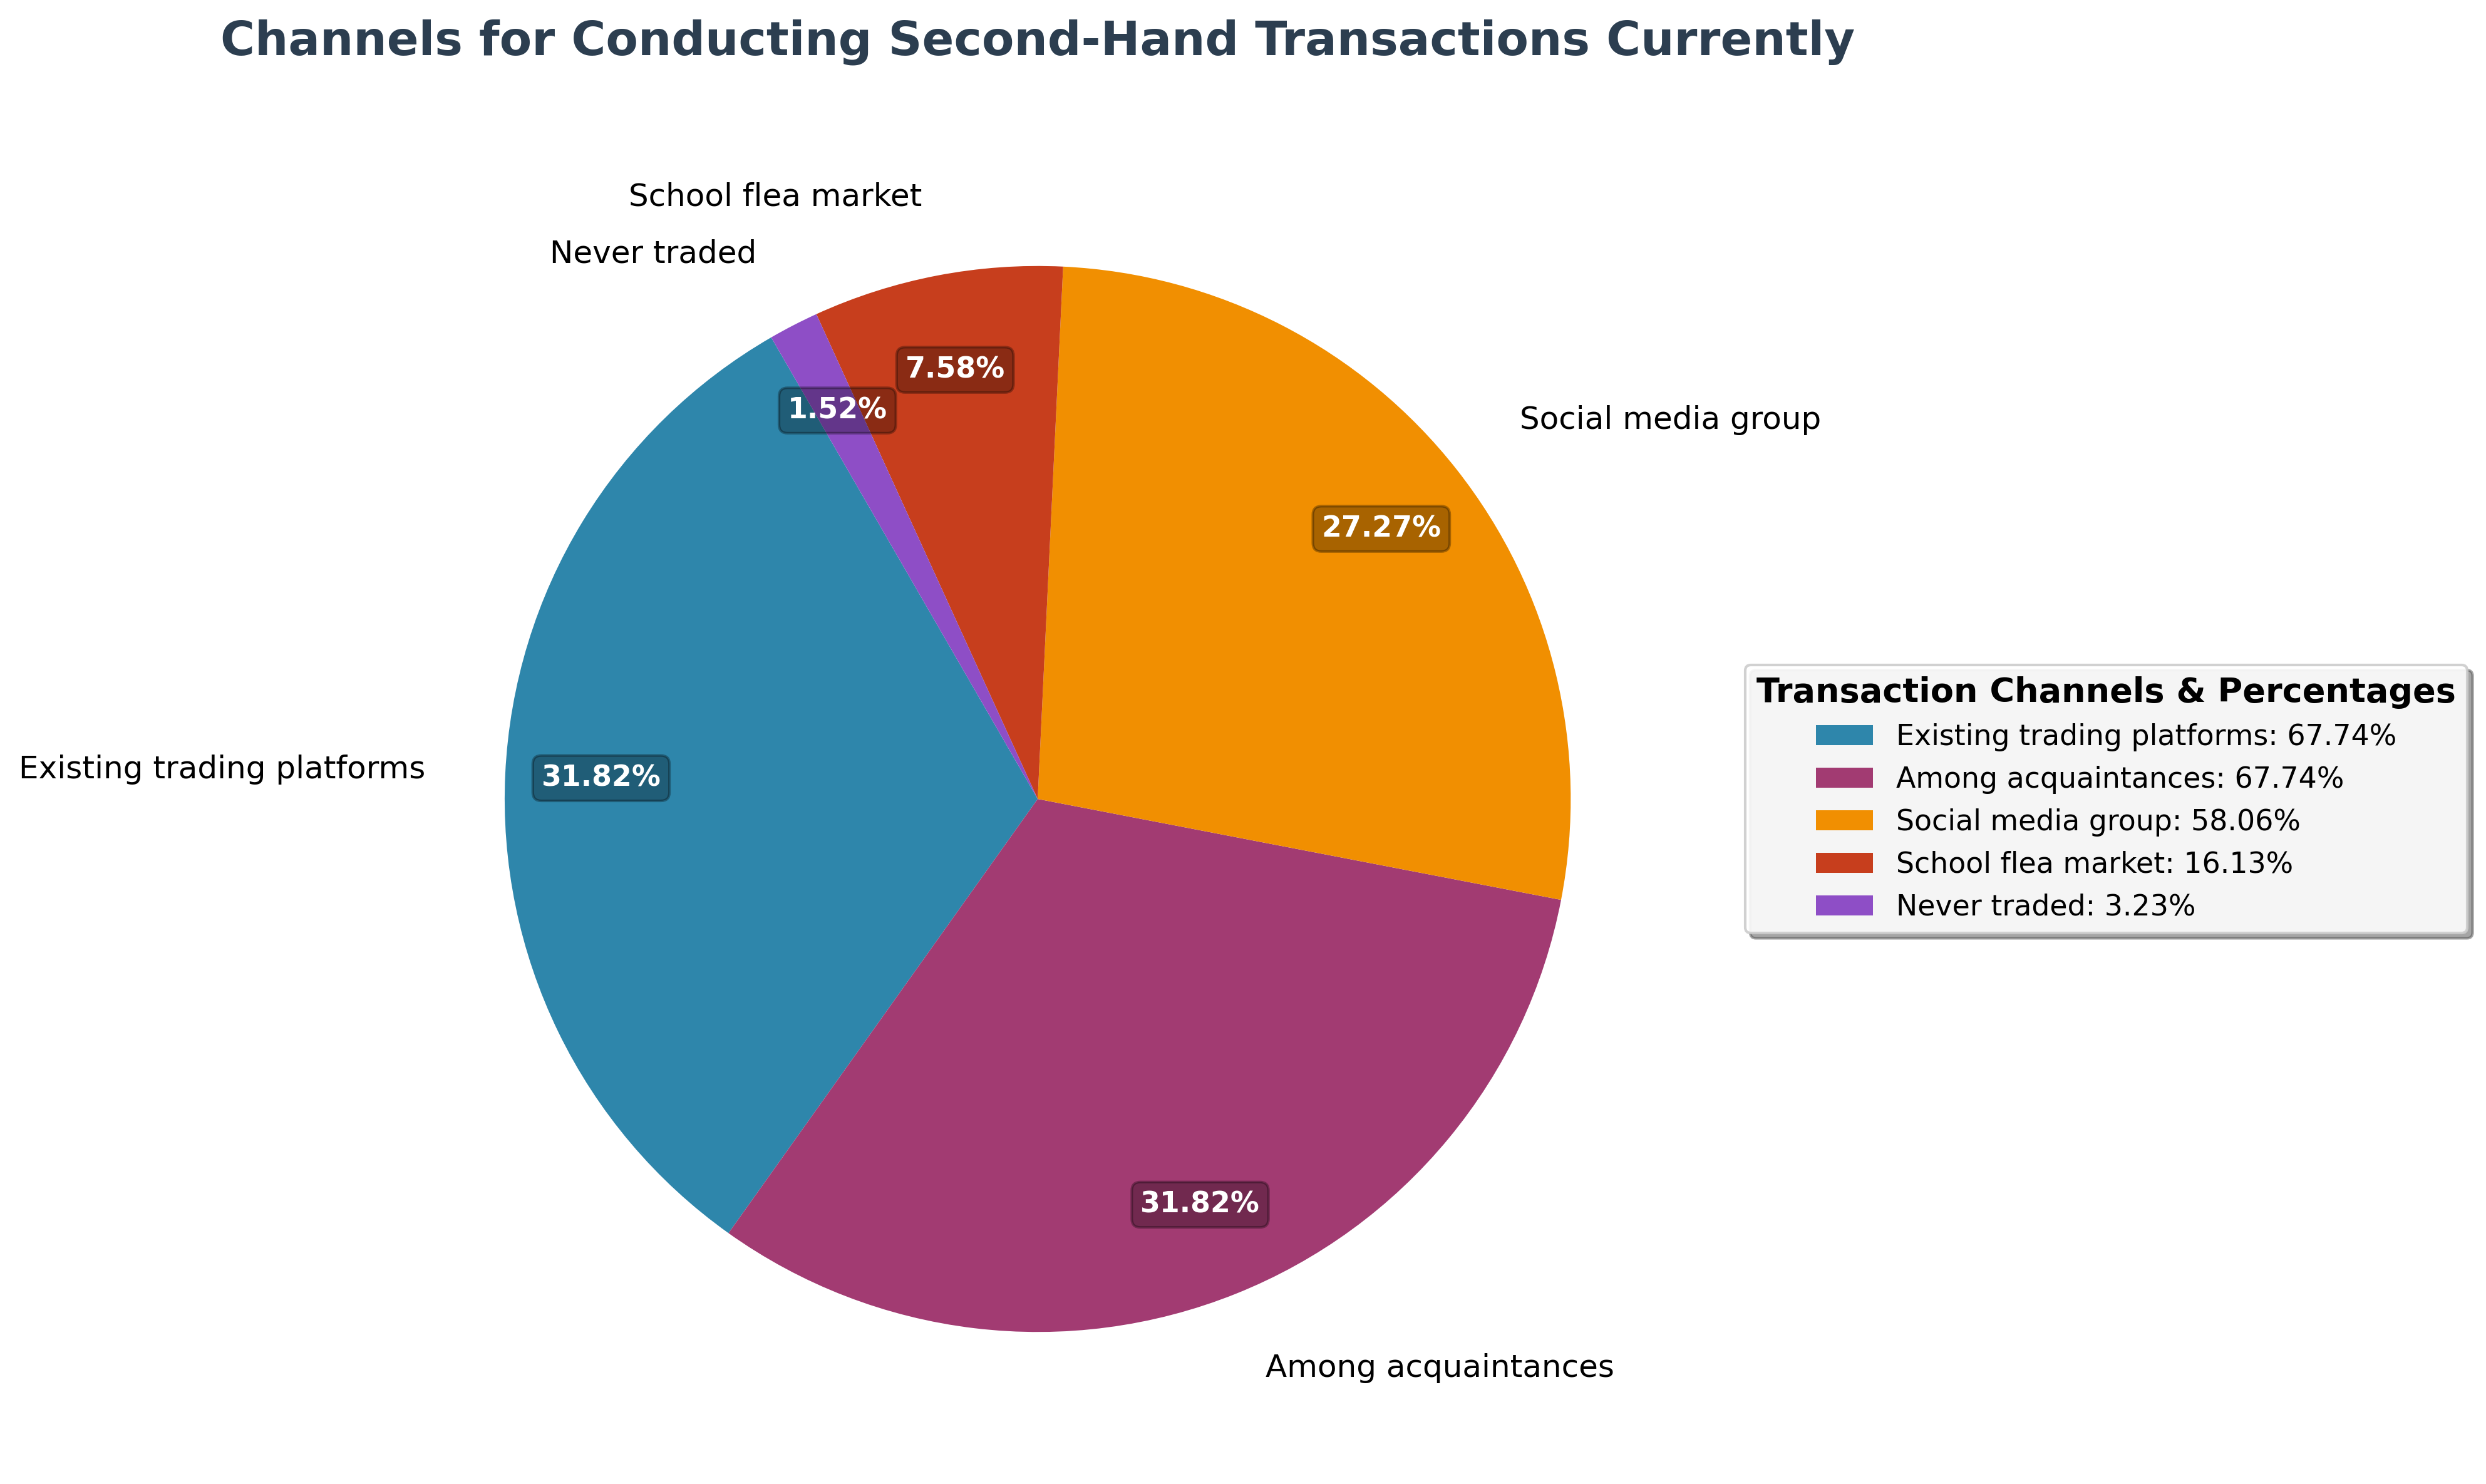 Channels for Conducting Second-Hand Transactions Currently
School flea market
Never traded
7.58%
1.52%
Social media group
27.27%
Existing trading platforms
31.82%
31.82%
Among acquaintances
Transaction Channels & Percentages
Existing trading platforms: 67.74%
Among acquaintances: 67.74%
Social media group: 58.06%
School flea market: 16.13%
Never traded: 3.23%